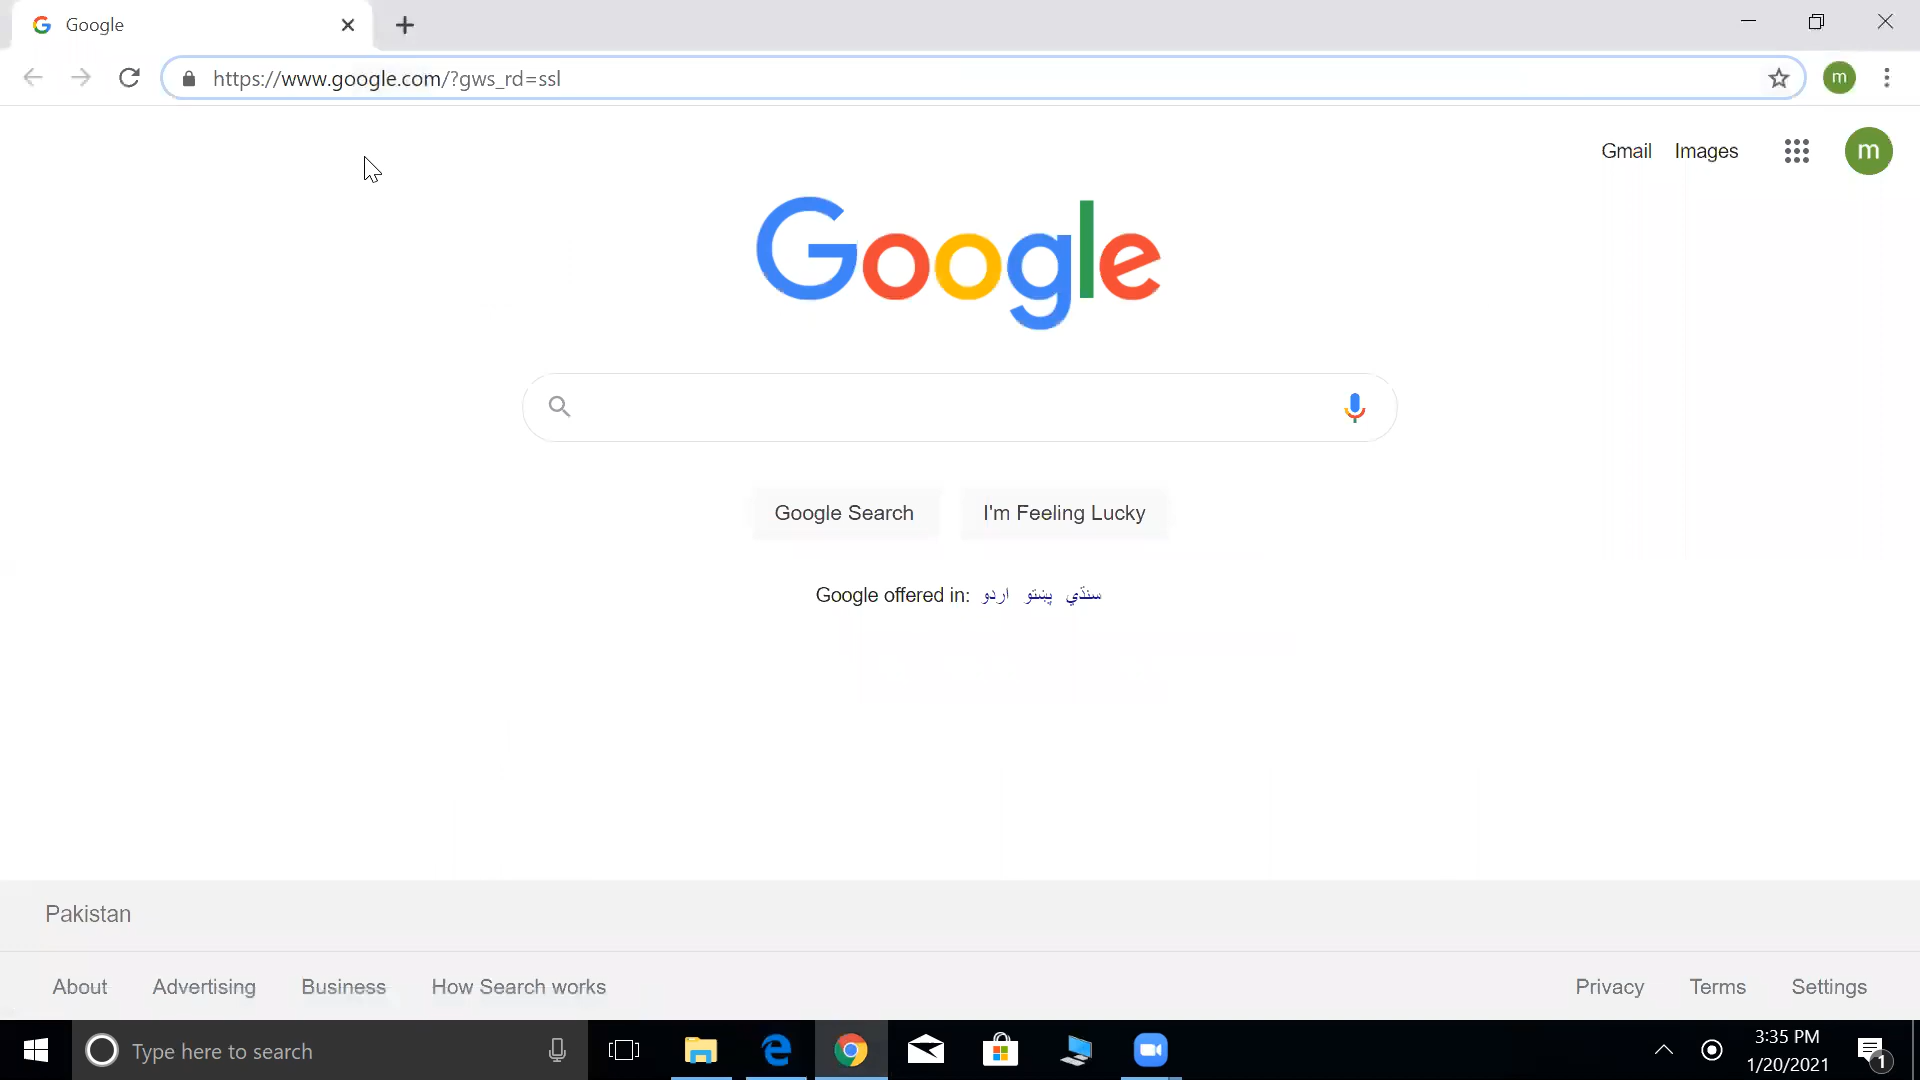 Google
https://www.google.com/?gws_rd=ssl
m
Gmail Images
m
Google
Google Search I'm Feeling Lucky
Google offered in: اردو پښتو سنڌي
Pakistan
About Advertising Business How Search works Privacy Terms Settings
Type here to search
3:35 PM
1/20/2021
1